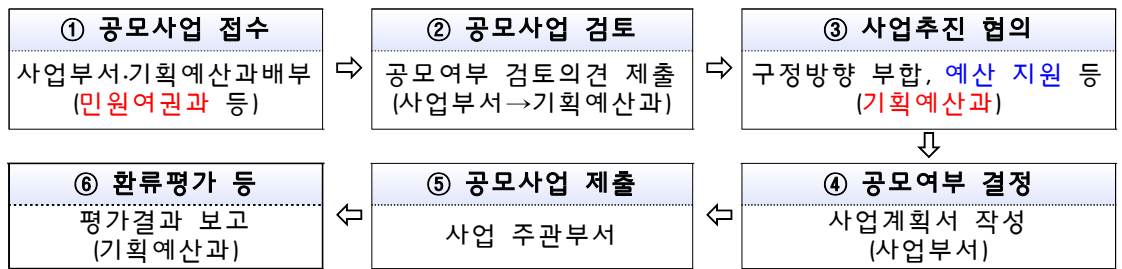 ① 공모사업 접수
사업부서·기획예산과배부
(민원여권과 등)
⇨
② 공모사업 검토
공모여부 검토의견 제출
(사업부서→기획예산과)
⇨
③ 사업추진 협의
구정방향 부합, 예산 지원 등
(기획예산과)
⇩
④ 공모여부 결정
사업계획서 작성
(사업부서)
⇦
⑤ 공모사업 제출
사업 주관부서
⇦
⑥ 환류평가 등
평가결과 보고
(기획예산과)